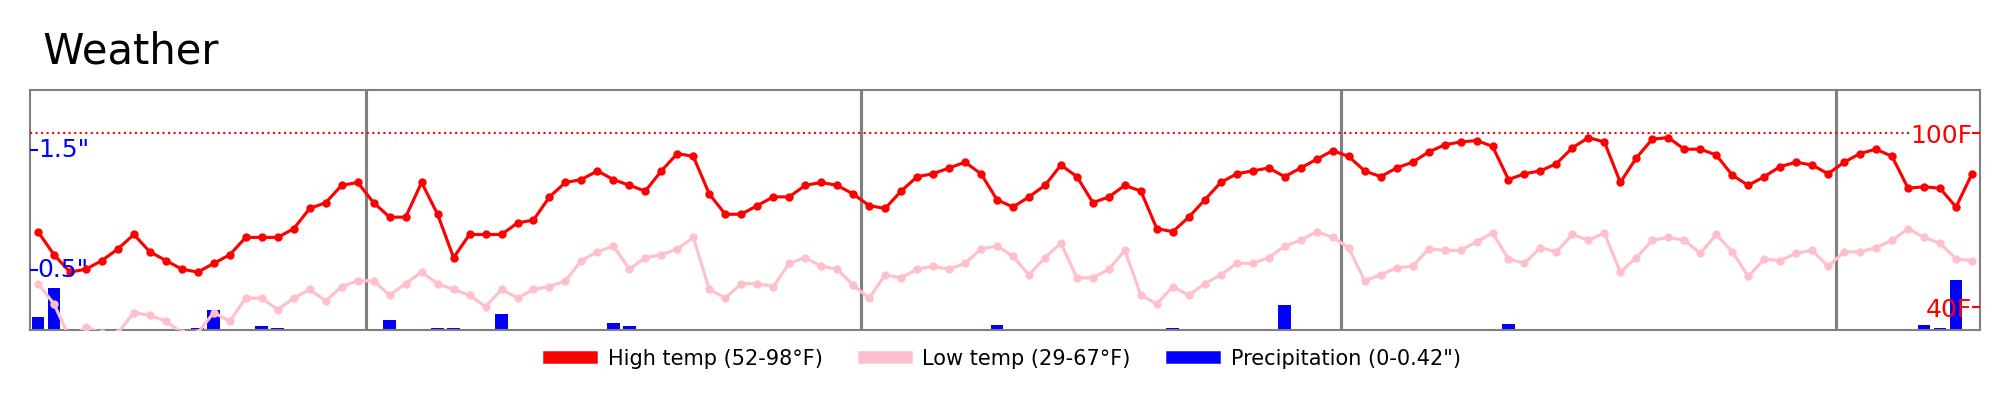 Weather
1.5"
100F
0.5"
40F
High temp (52-98°F) Low temp (29-67°F) Precipitation (0-0.42")